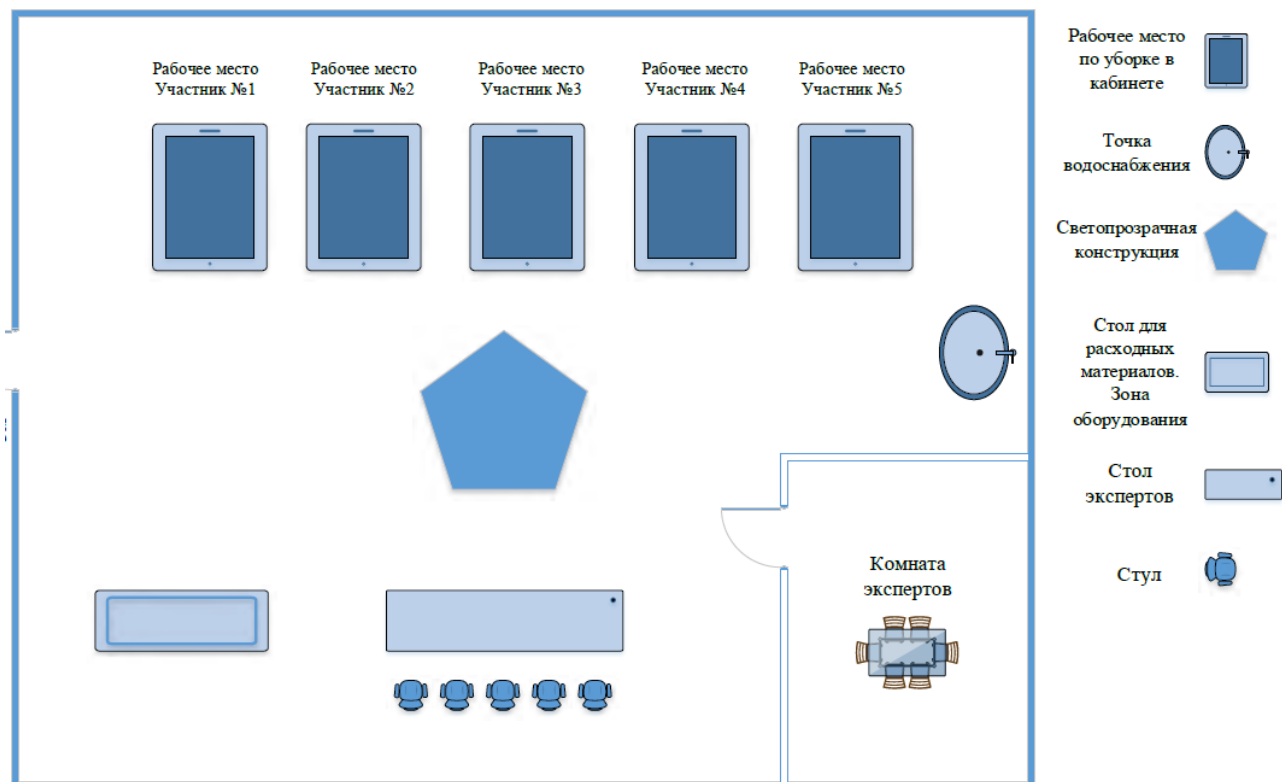 Рабочее место
Участник №1
Рабочее место
Участник №2
Рабочее место
Участник №3
Рабочее место
Участник №4
Рабочее место
Участник №5
Комната
экспертов
Рабочее место
по уборке в
кабинете
Точка
водоснабжения
Светопрозрачная
конструкция
Стол для
расходных
материалов.
Зона
оборудования
Стол
экспертов
Стул